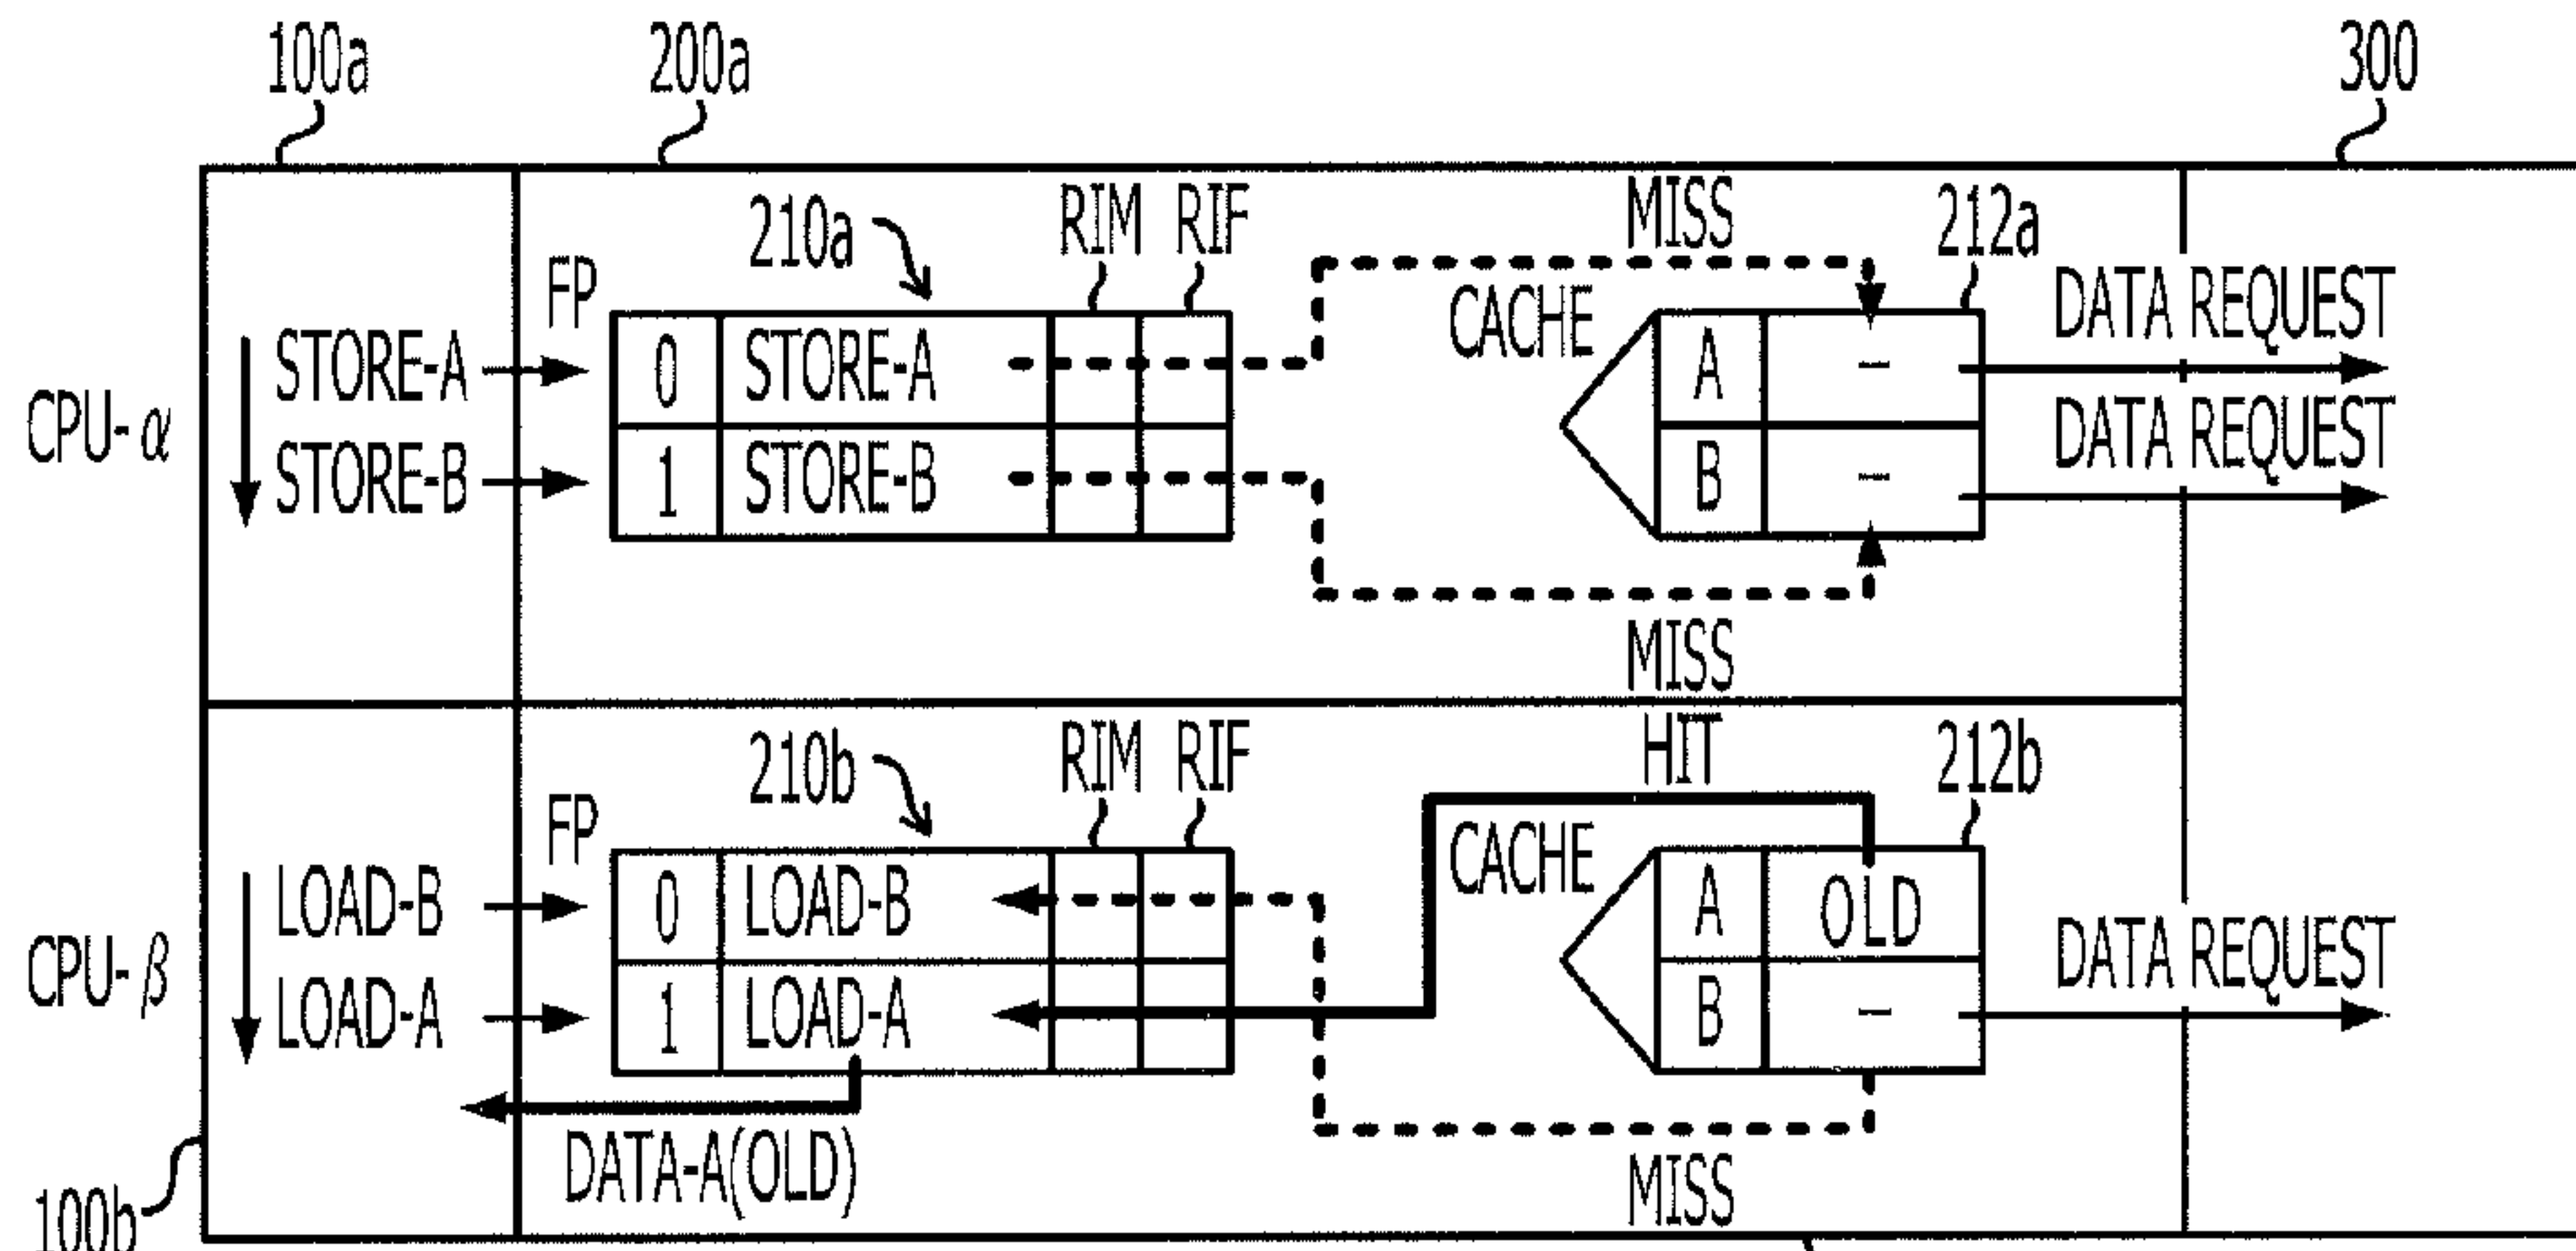 100a 200a 300
MISS
210a RIM RIF 212a
FP CACHE DATA REQUEST
STORE-A 0 STORE-A A -
CPU-α DATA REQUEST
STORE-B 1 STORE-B B -
MISS
HIT
210b RIM RIF 212b
FP CACHE
LOAD-B 0 LOAD-B A OLD
CPU-β DATA REQUEST
LOAD-A 1 LOAD-A B -
DATA-A(OLD)
MISS
100b